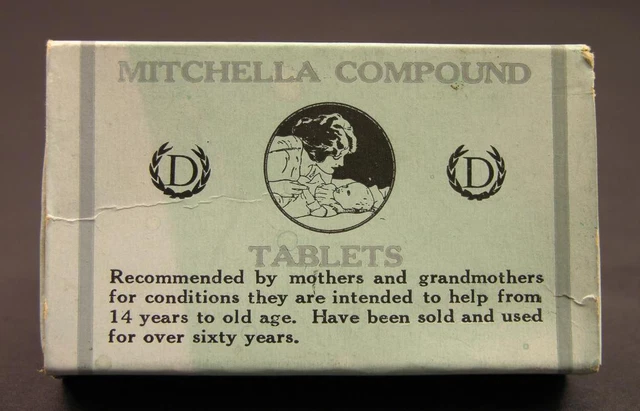 MITCHELLA COMPOUND
D D
TABLETS
Recommended by mothers and grandmothers
for conditions they are intended to help from
14 years to old age. Have been sold and used
for over sixty years.